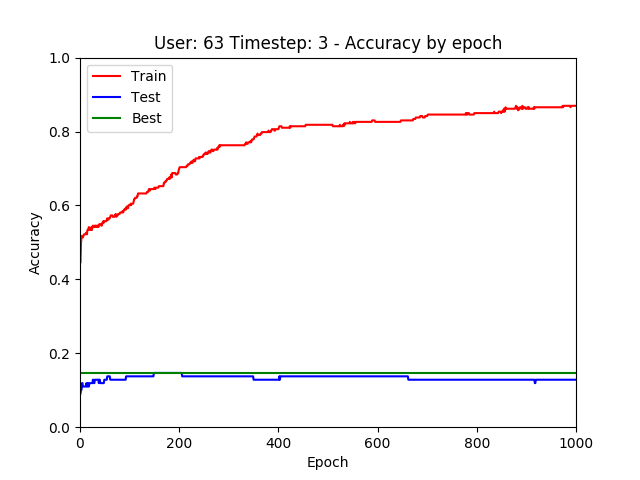 User: 63 Timestep: 3 - Accuracy by epoch
Train
Test
Best
1.0
0.8
0.6
0.4
0.2
0.0
Accuracy
0 200 400 600 800 1000
Epoch